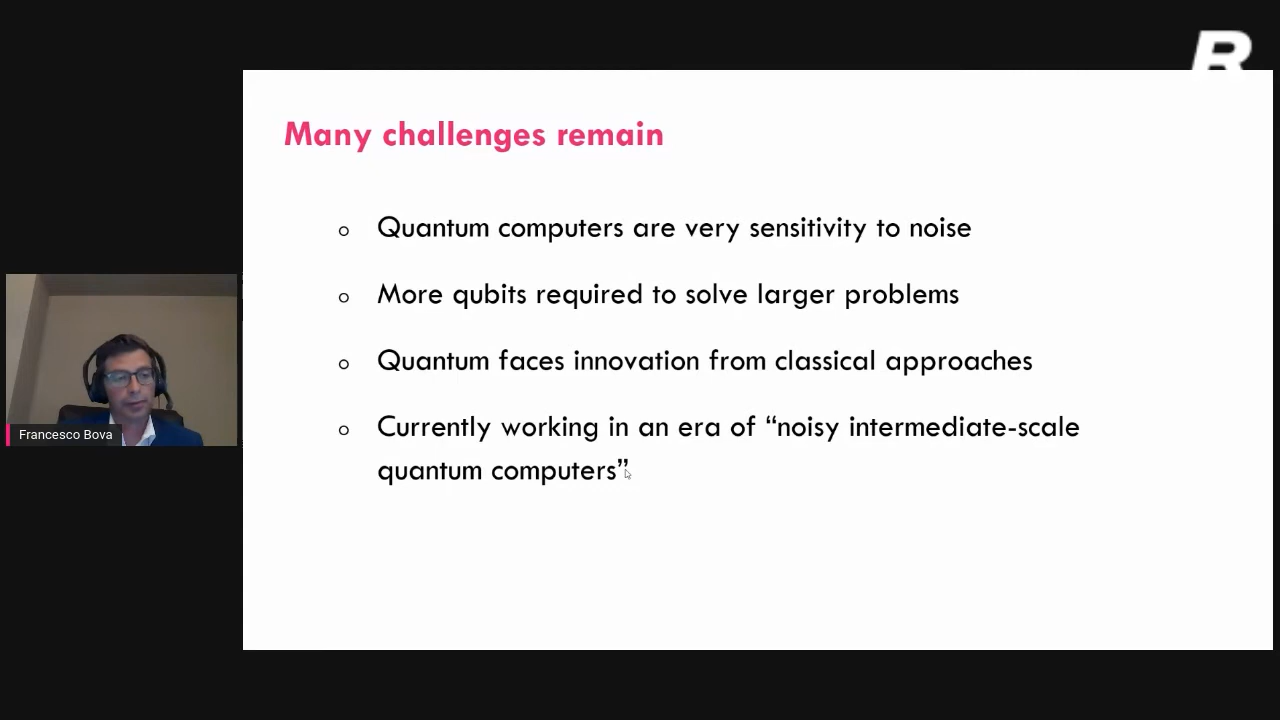 R
Many challenges remain
Quantum computers are very sensitivity to noise
More qubits required to solve larger problems
Quantum faces innovation from classical approaches
Currently working in an era of “noisy intermediate-scale
quantum computers”
Francesco Bova